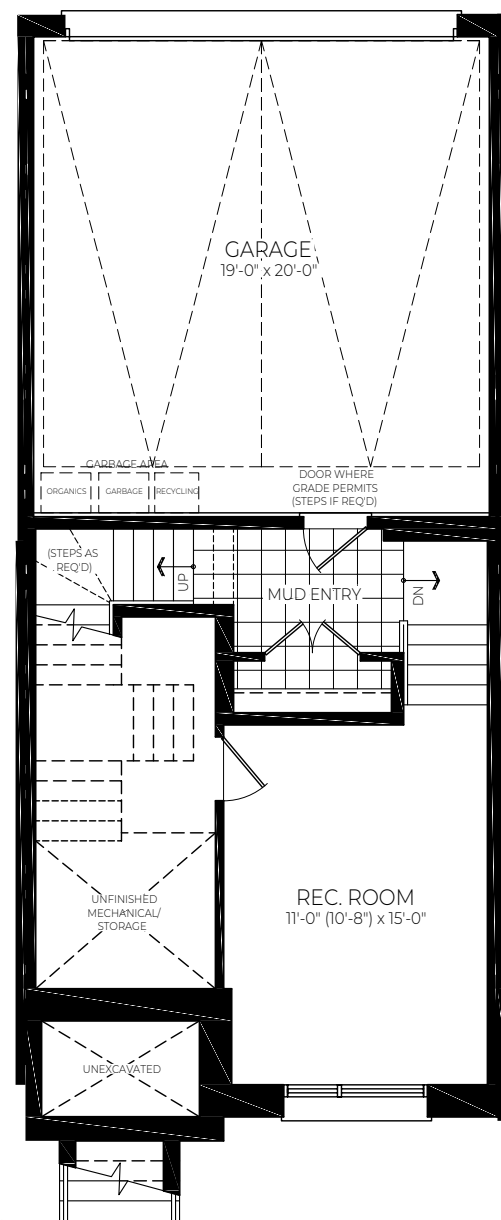 GARAGE
19'-0" x 20'-0"
GARBAGE AREA
ORGANICS
GARBAGE
RECYCLING
DOOR WHERE
GRADE PERMITS
(STEPS IF REQ'D)
(STEPS AS
REQ'D)
UP
MUD ENTRY
DN
UNFINISHED
MECHANICAL/
STORAGE
REC. ROOM
11'-0" (10'-8") x 15'-0"
UNEXCAVATED